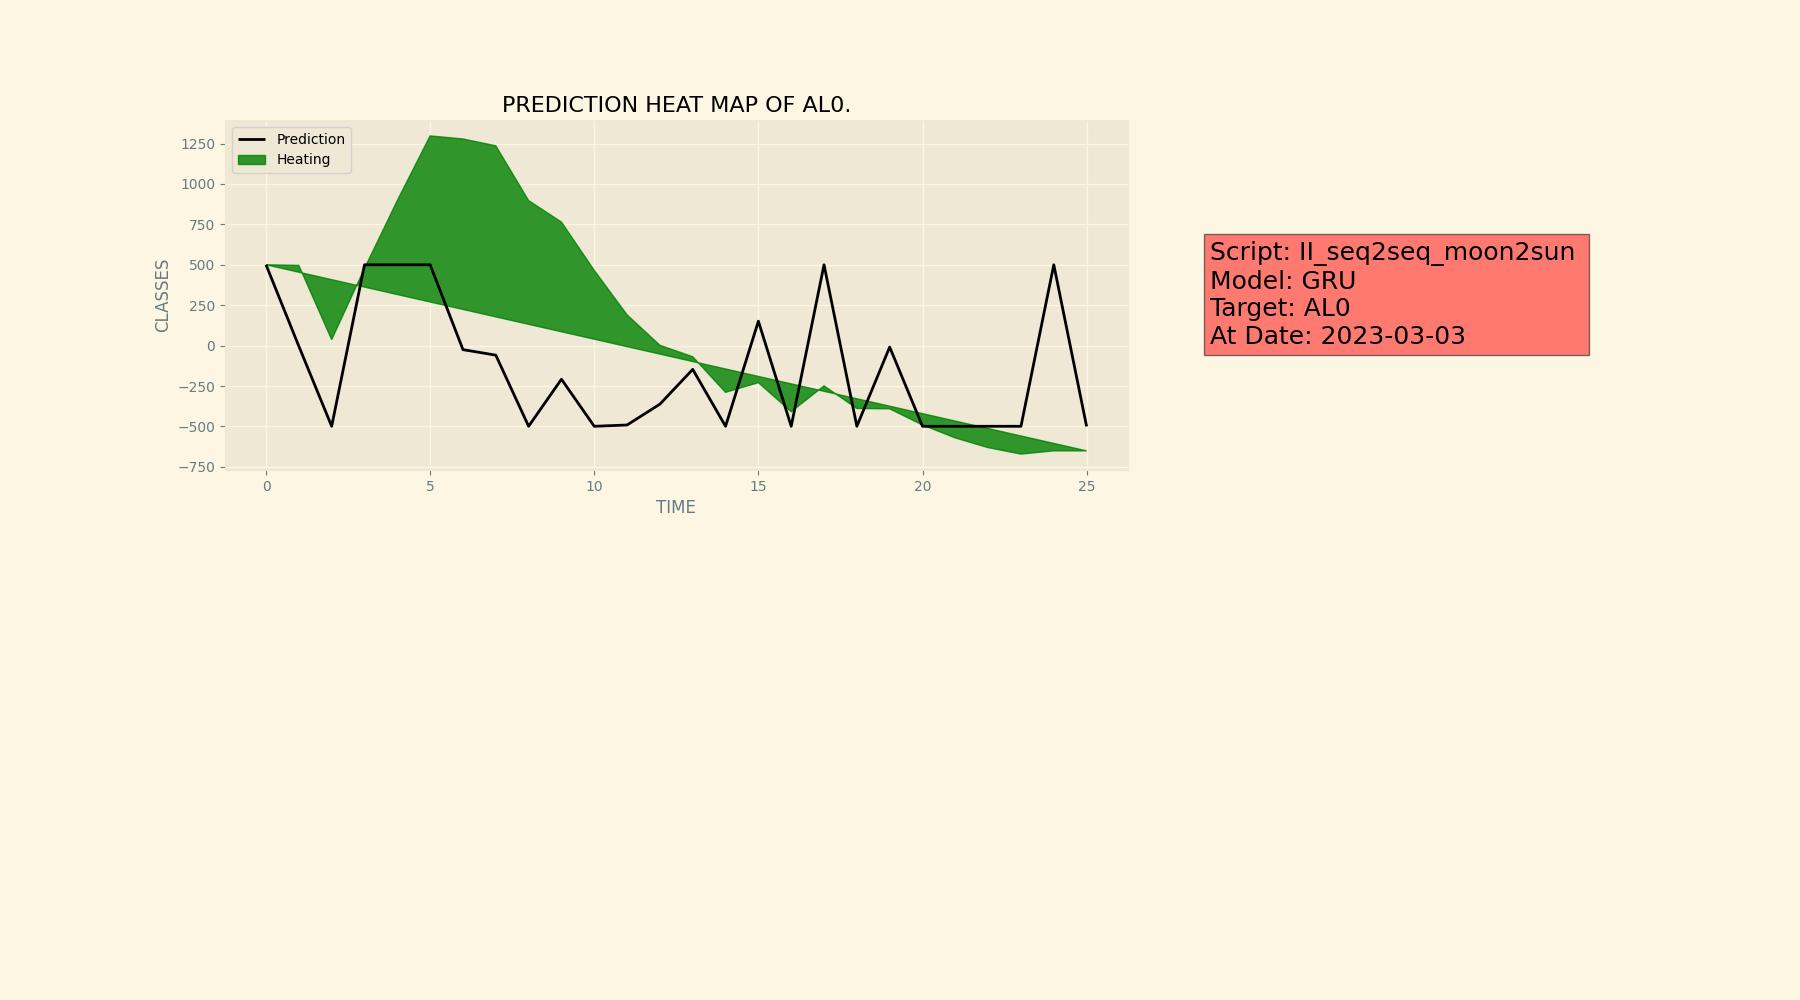 PREDICTION HEAT MAP OF AL0.
Prediction
Heating
1250
1000
750
500
250
0
−250
−500
−750
CLASSES
0 5 10 15 20 25
TIME
Script: II_seq2seq_moon2sun
Model: GRU
Target: AL0
At Date: 2023-03-03